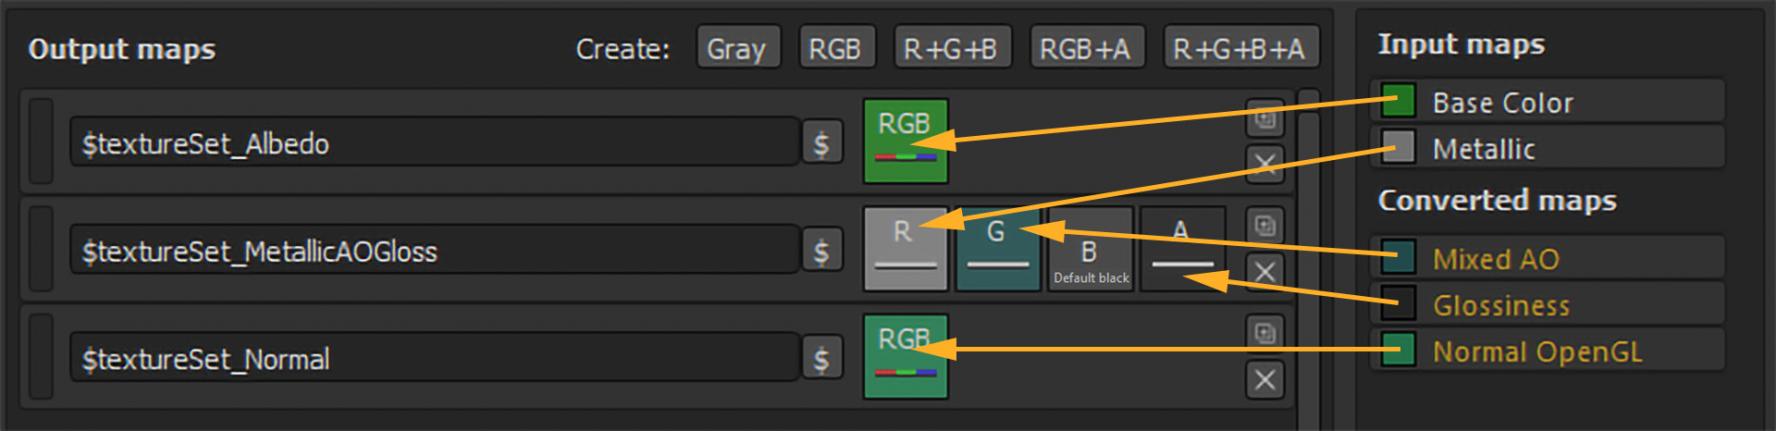 Output maps
Create: Gray RGB R+G+B RGB+A R+G+B+A
$textureSet_Albedo $ RGB
$textureSet_MetallicAOGloss $ R G B A
Default black
$textureSet_Normal $ RGB
Input maps
Base Color
Metallic
Converted maps
Mixed AO
Glossiness
Normal OpenGL